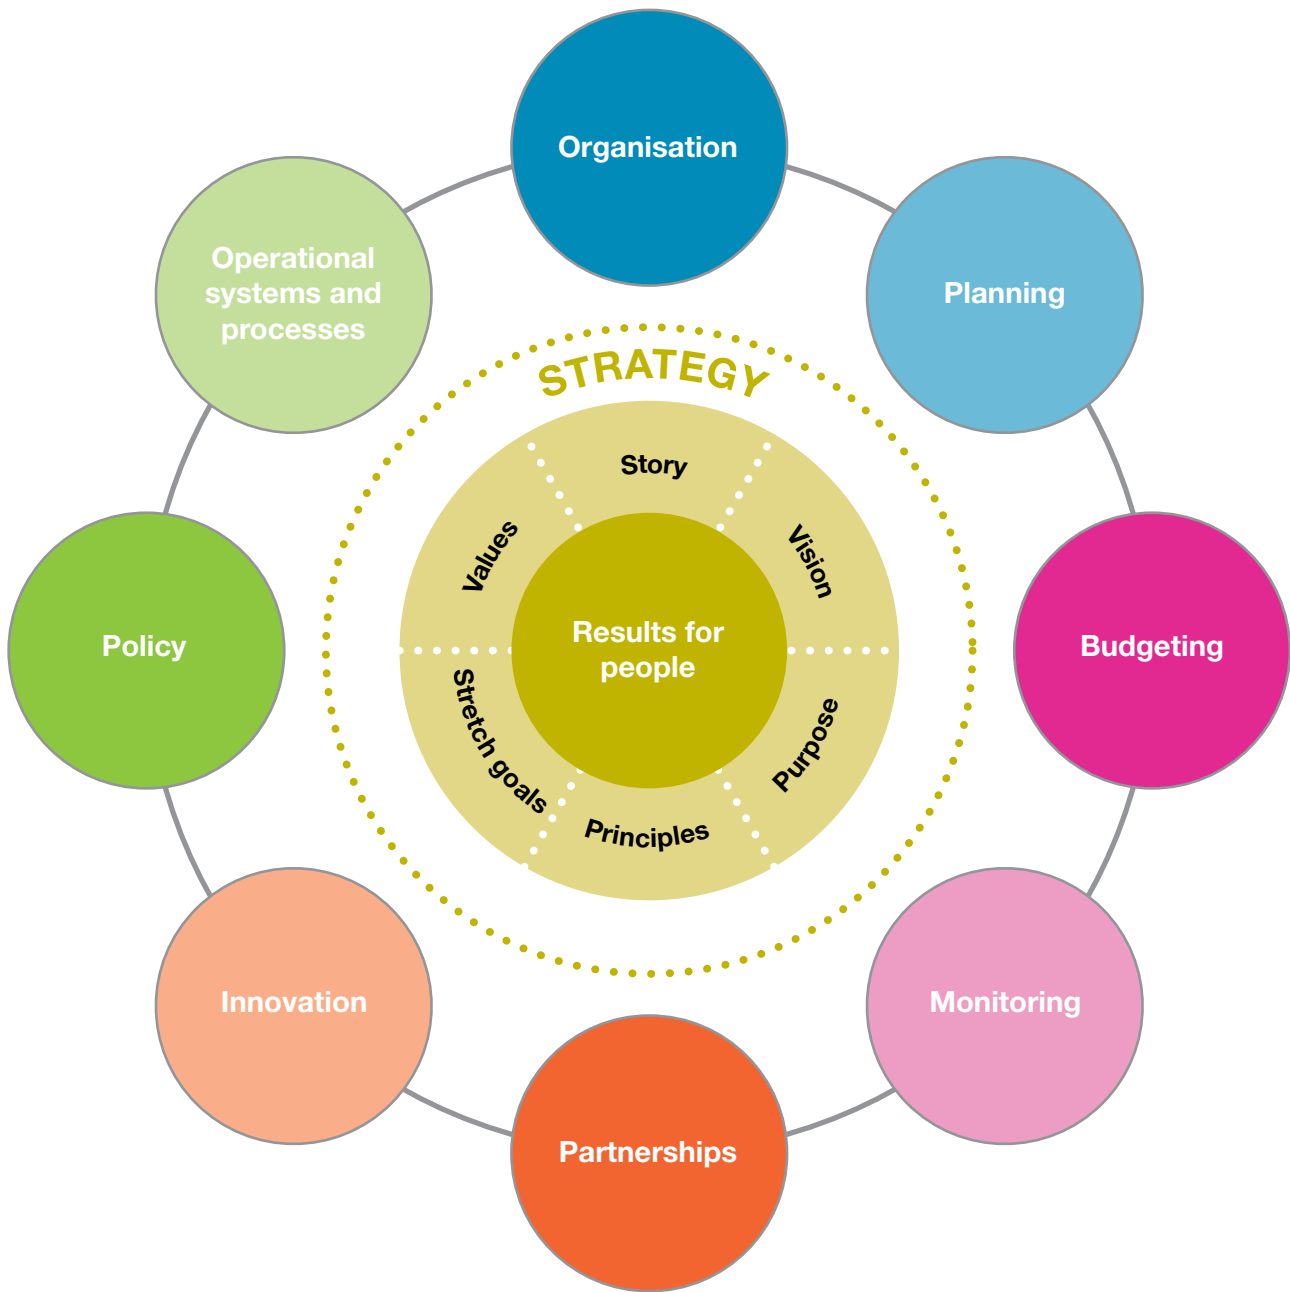 Organisation
Planning
Budgeting
Monitoring
Partnerships
Innovation
Policy
Operational
systems and
processes
STRATEGY
Story
Vision
Purpose
Principles
Stretch goals
Values
Results for
people